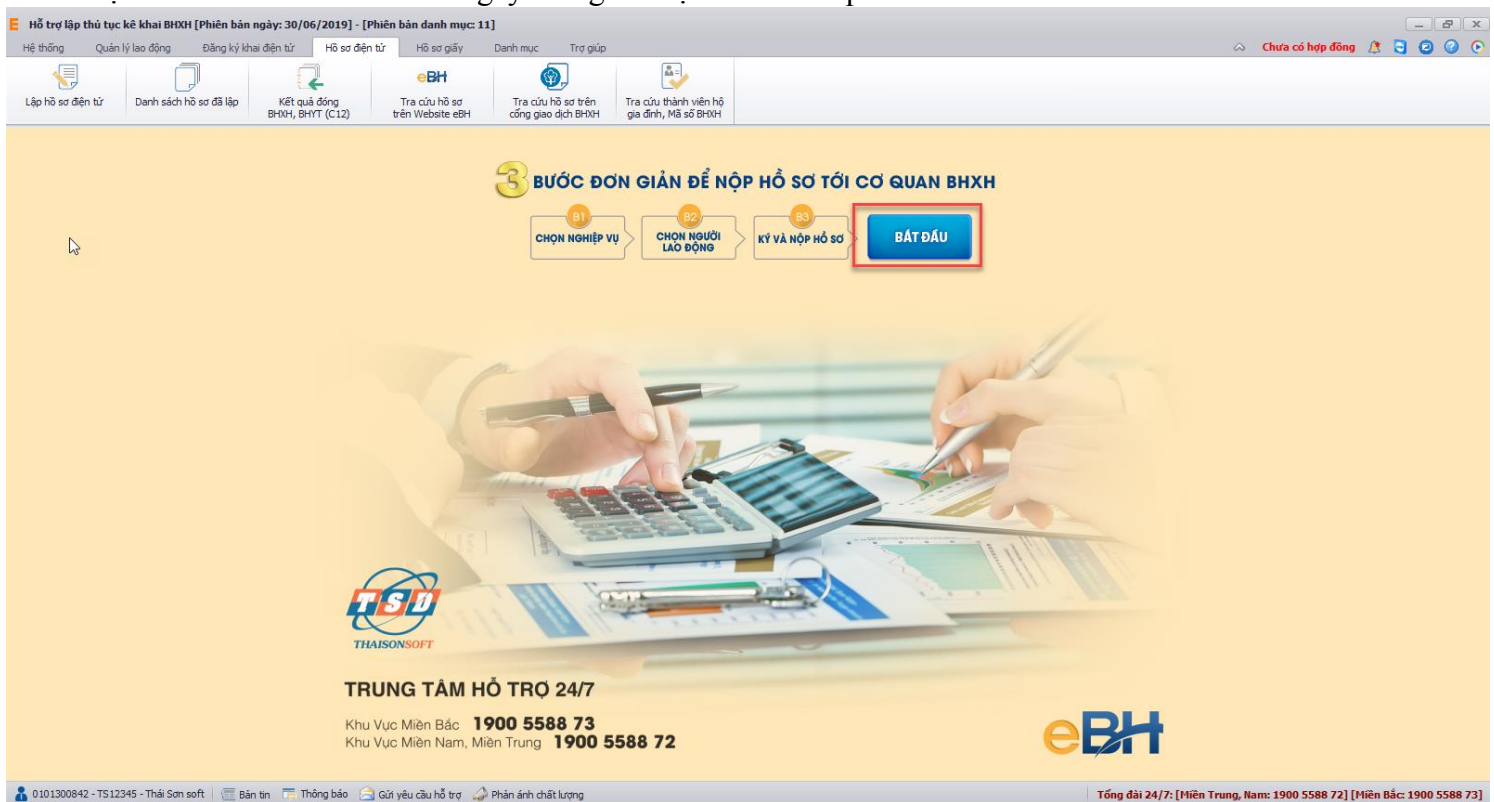 Hỗ trợ lập thủ tục kê khai BHXH [Phiên bản ngày: 30/06/2019] - [Phiên bản danh mục: 11]
Hệ thống Quản lý lao động Đăng ký khai điện tử Hồ sơ điện tử Hồ sơ giấy Danh mục Trợ giúp Chưa có hợp đồng
Lập hồ sơ điện tử Danh sách hồ sơ đã lập Kết quả đóng BHXH, BHYT (C12) eBH Tra cứu hồ sơ trên Website eBH Tra cứu hồ sơ trên cổng giao dịch BHXH Tra cứu thành viên hộ gia đình, Mã số BHXH
3 BƯỚC ĐƠN GIẢN ĐỂ NỘP HỒ SƠ TỚI CƠ QUAN BHXH
B1 B2 B3
CHỌN NGHIỆP VỤ CHỌN NGƯỜI LAO ĐỘNG KÝ VÀ NỘP HỒ SƠ BẮT ĐẦU
TSD
THAISONSOFT
TRUNG TÂM HỖ TRỢ 24/7
Khu Vực Miền Bắc 1900 5588 73
Khu Vực Miền Nam, Miền Trung 1900 5588 72
eBH
0101300842 - TS12345 - Thái Sơn soft Bản tin Thông báo Gửi yêu cầu hỗ trợ Phản ánh chất lượng Tổng đài 24/7: [Miền Trung, Nam: 1900 5588 72] [Miền Bắc: 1900 5588 73]